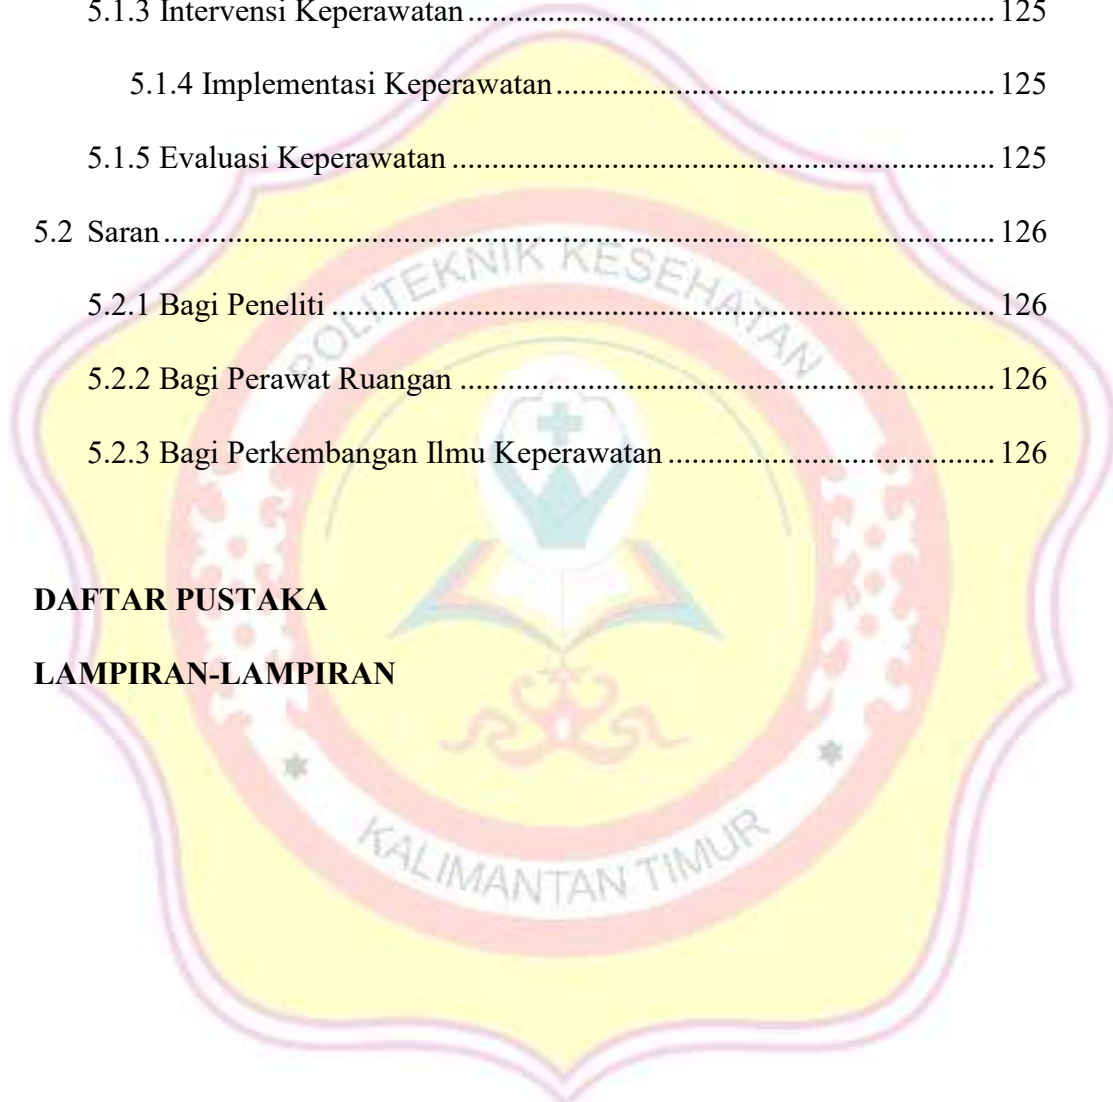 5.1.3 Intervensi Keperawatan.................................................................. 125
5.1.4 Implementasi Keperawatan....................................................... 125
5.1.5 Evaluasi Keperawatan.................................................................... 125
5.2 Saran........................................................................................................ 126
5.2.1 Bagi Peneliti................................................................................... 126
5.2.2 Bagi Perawat Ruangan................................................................... 126
5.2.3 Bagi Perkembangan Ilmu Keperawatan......................................... 126
DAFTAR PUSTAKA
LAMPIRAN-LAMPIRAN
POLITEKNIK KESEHATAN
KALIMANTAN TIMUR